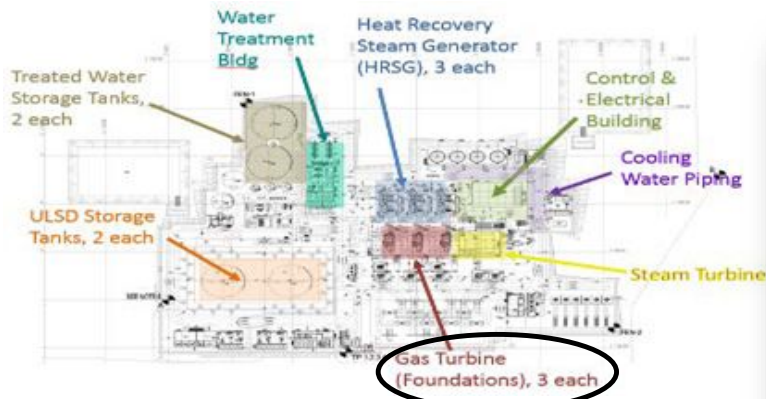 Water
Treatment
Bldg
Heat Recovery
Steam Generator
(HRSG), 3 each
Treated Water
Storage Tanks,
2 each
Control &
Electrical
Building
Cooling
Water Piping
ULSD Storage
Tanks, 2 each
Steam Turbine
Gas Turbine
(Foundations), 3 each